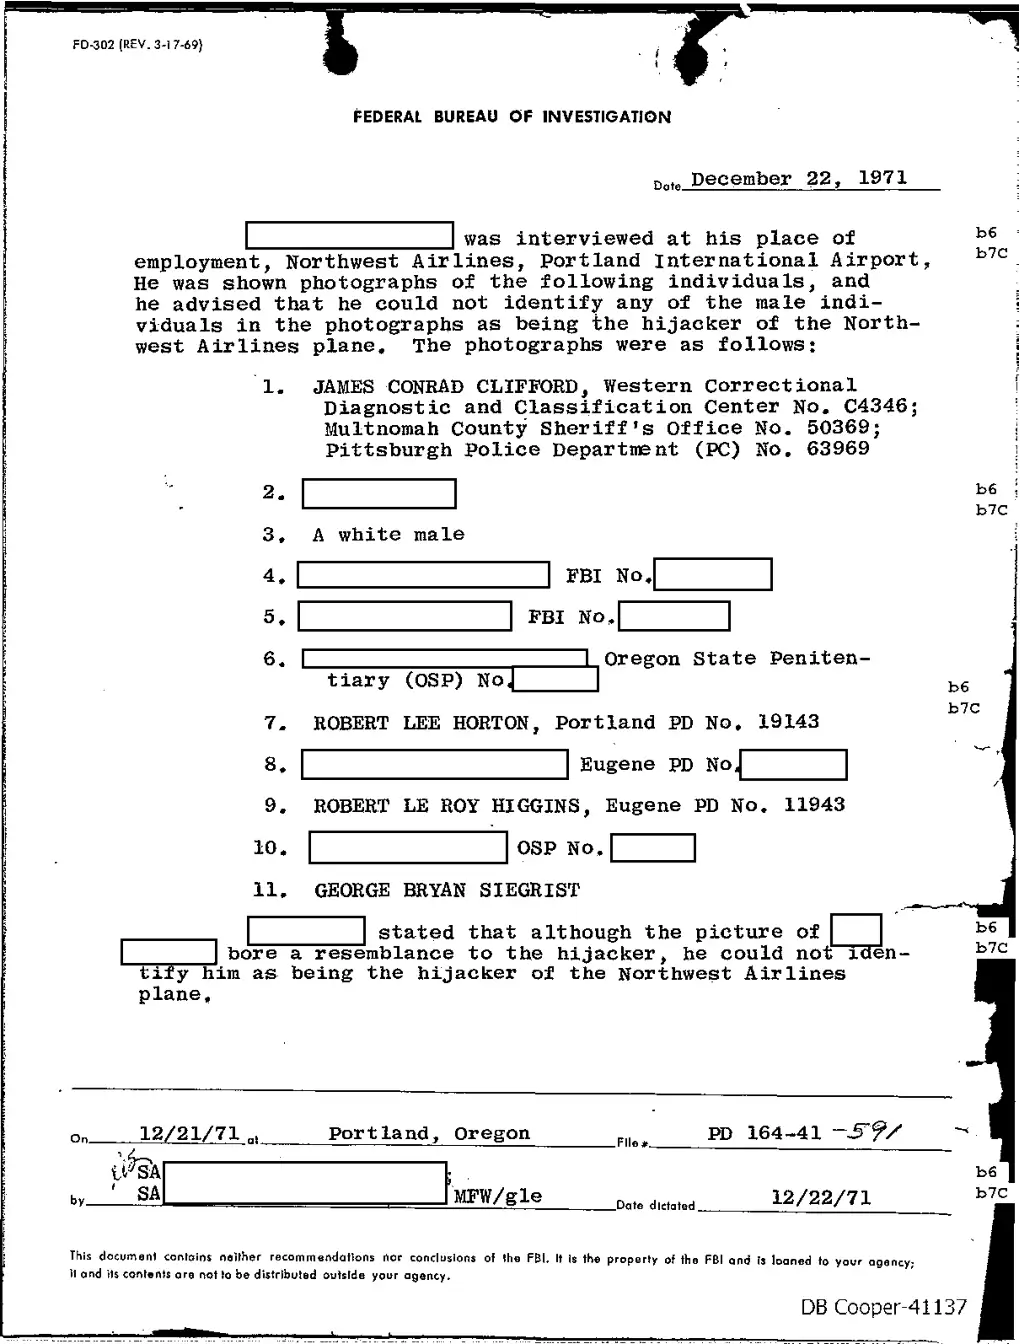 FD-302 (REV. 3-17-69)
FEDERAL BUREAU OF INVESTIGATION
Date December 22, 1971
was interviewed at his place of
employment, Northwest Airlines, Portland International Airport,
He was shown photographs of the following individuals, and
he advised that he could not identify any of the male indi-
viduals in the photographs as being the hijacker of the North-
west Airlines plane. The photographs were as follows:
b6
b7C
1. JAMES CONRAD CLIFFORD, Western Correctional
Diagnostic and Classification Center No. C4346;
Multnomah County Sheriff's Office No. 50369;
Pittsburgh Police Department (PC) No. 63969
2.
b6
b7C
3. A white male
4. FBI No.
5. FBI No.
6. Oregon State Peniten-
tiary (OSP) No.
b6
b7C
7. ROBERT LEE HORTON, Portland PD No. 19143
8. Eugene PD No.
9. ROBERT LE ROY HIGGINS, Eugene PD No. 11943
10. OSP No.
11. GEORGE BRYAN SIEGRIST
stated that although the picture of
bore a resemblance to the hijacker, he could not iden-
tify him as being the hijacker of the Northwest Airlines
plane.
b6
b7C
On 12/21/71 at Portland, Oregon File # PD 164-41 -591
SA
by SA MFW/gle Date dictated 12/22/71
b6
b7C
This document contains neither recommendations nor conclusions of the FBI. It is the property of the FBI and is loaned to your agency;
it and its contents are not to be distributed outside your agency.
DB Cooper-41137